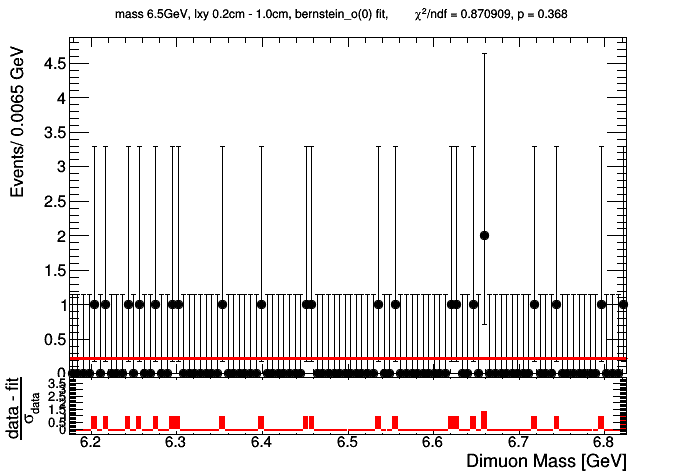 mass 6.5GeV, lxy 0.2cm - 1.0cm, bernstein_o(0) fit, χ²/ndf = 0.870909, p = 0.368
Events/ 0.0065 GeV
4.5
4
3.5
3
2.5
2
1.5
1
0.5
0
data - fit
σdata
3.5
2.5
1.5
0.5
0
6.2 6.3 6.4 6.5 6.6 6.7 6.8
Dimuon Mass [GeV]